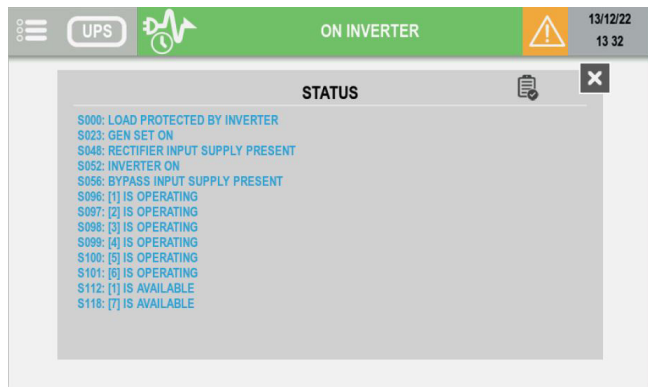 UPS
ON INVERTER
13/12/22
13 32
STATUS
S000: LOAD PROTECTED BY INVERTER
S023: GEN SET ON
S048: RECTIFIER INPUT SUPPLY PRESENT
S052: INVERTER ON
S056: BYPASS INPUT SUPPLY PRESENT
S096: [1] IS OPERATING
S097: [2] IS OPERATING
S098: [3] IS OPERATING
S099: [4] IS OPERATING
S100: [5] IS OPERATING
S101: [6] IS OPERATING
S112: [1] IS AVAILABLE
S118: [7] IS AVAILABLE